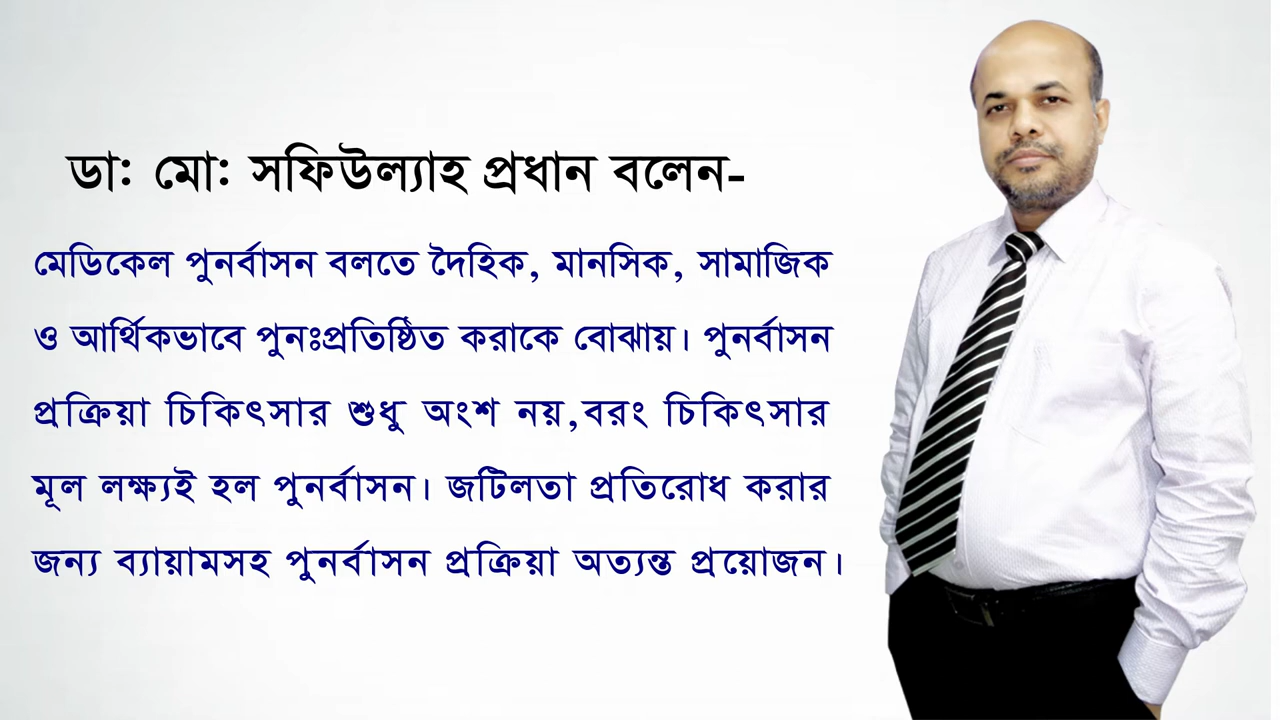 ডাঃ মোঃ সফিউল্যাহ প্রধান বলেন-
মেডিকেল পুনর্বাসন বলতে দৈহিক, মানসিক, সামাজিক
ও আর্থিকভাবে পুনঃপ্রতিষ্ঠিত করাকে বোঝায়। পুনর্বাসন
প্রক্রিয়া চিকিৎসার শুধু অংশ নয়,বরং চিকিৎসার
মূল লক্ষ্যই হল পুনর্বাসন। জটিলতা প্রতিরোধ করার
জন্য ব্যায়ামসহ পুনর্বাসন প্রক্রিয়া অত্যন্ত প্রয়োজন।